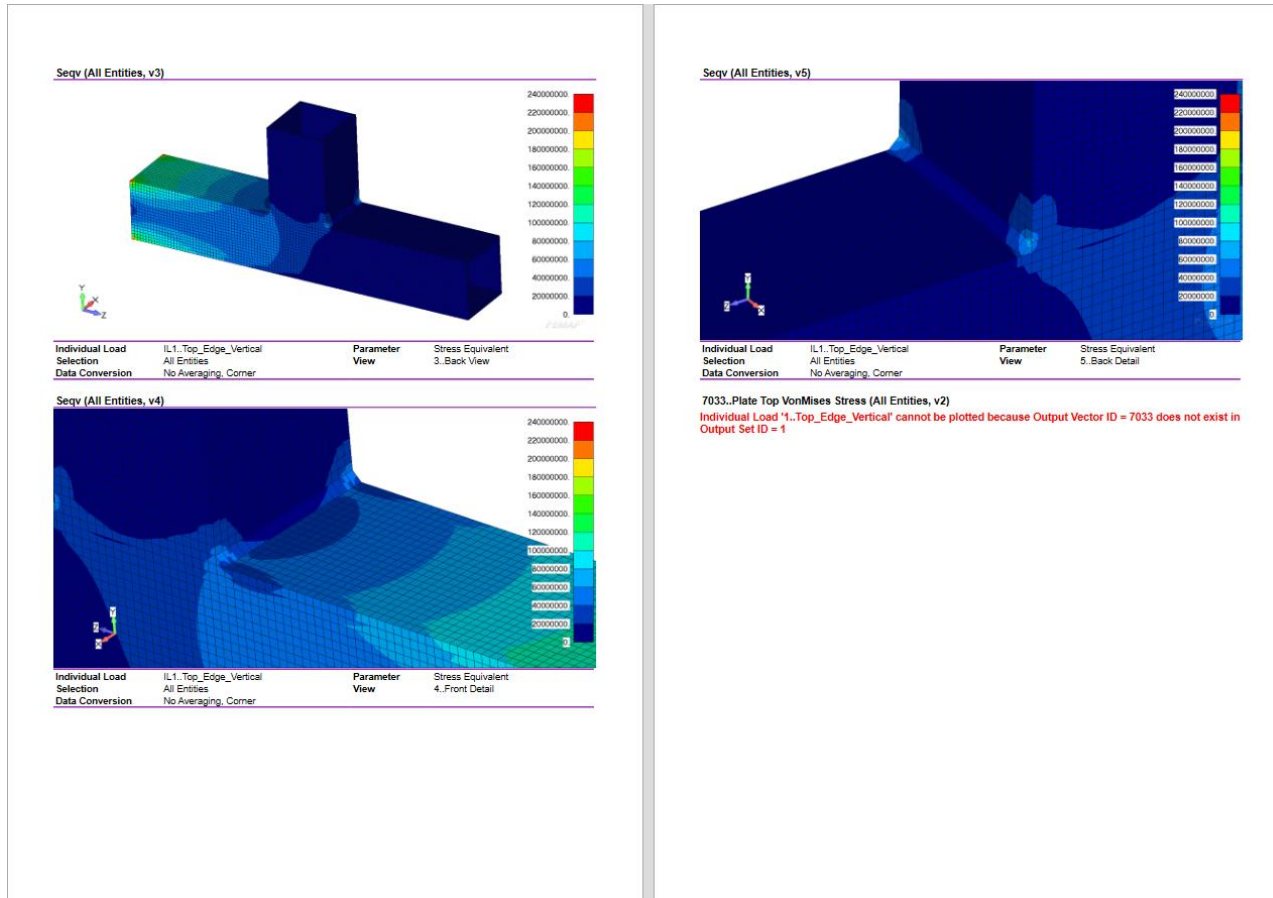 Seqv (All Entities, v3)
240000000.
220000000.
200000000.
180000000.
160000000.
140000000.
120000000.
100000000.
80000000.
60000000.
40000000.
20000000.
0.
Y
X
Z
Individual Load IL1..Top_Edge_Vertical Parameter Stress Equivalent
Selection All Entities View 3..Back View
Data Conversion No Averaging, Corner
Seqv (All Entities, v4)
240000000.
220000000.
200000000.
180000000.
160000000.
140000000.
120000000.
100000000.
80000000.
60000000.
40000000.
20000000.
0.
Y
Z
X
Individual Load IL1..Top_Edge_Vertical Parameter Stress Equivalent
Selection All Entities View 4..Front Detail
Data Conversion No Averaging, Corner
Seqv (All Entities, v5)
240000000.
220000000.
200000000.
180000000.
160000000.
140000000.
120000000.
100000000.
80000000.
60000000.
40000000.
20000000.
0.
Y
Z
X
Individual Load IL1..Top_Edge_Vertical Parameter Stress Equivalent
Selection All Entities View 5..Back Detail
Data Conversion No Averaging, Corner
7033..Plate Top VonMises Stress (All Entities, v2)
Individual Load '1..Top_Edge_Vertical' cannot be plotted because Output Vector ID = 7033 does not exist in
Output Set ID = 1